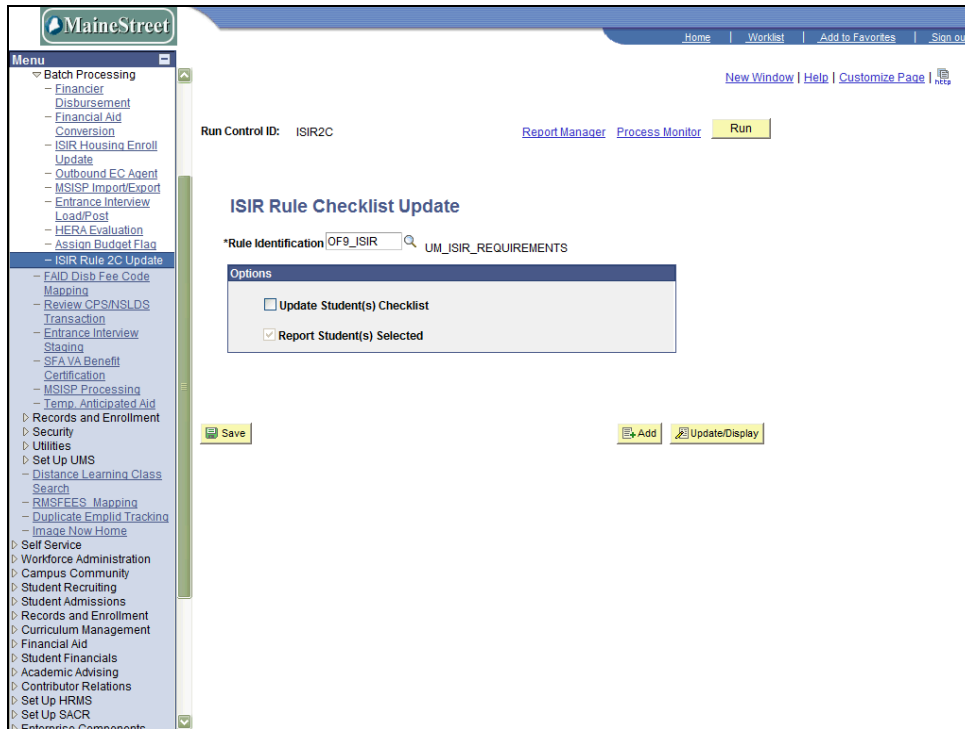 MaineStreet
Home | Worklist | Add to Favorites | Sign ou
Menu
Batch Processing
– Financier
Disbursement
– Financial Aid
Conversion
– ISIR Housing Enroll
Update
– Outbound EC Agent
– MSISP Import/Export
– Entrance Interview
Load/Post
– HERA Evaluation
– Assign Budget Flag
– ISIR Rule 2C Update
– FAID Disb Fee Code
Mapping
– Review CPS/NSLDS
Transaction
– Entrance Interview
Staging
– SFA VA Benefit
Certification
– MSISP Processing
– Temp. Anticipated Aid
Records and Enrollment
Security
Utilities
Set Up UMS
– Distance Learning Class
Search
– RMSFEES_Mapping
– Duplicate Emplid Tracking
– Image Now Home
Self Service
Workforce Administration
Campus Community
Student Recruiting
Student Admissions
Records and Enrollment
Curriculum Management
Financial Aid
Student Financials
Academic Advising
Contributor Relations
Set Up HRMS
Set Up SACR
Enterprise Components
New Window | Help | Customize Page | http
Run Control ID: ISIR2C Report Manager Process Monitor Run
ISIR Rule Checklist Update
*Rule Identification OF9_ISIR UM_ISIR_REQUIREMENTS
Options
Update Student(s) Checklist
Report Student(s) Selected
Save Add Update/Display